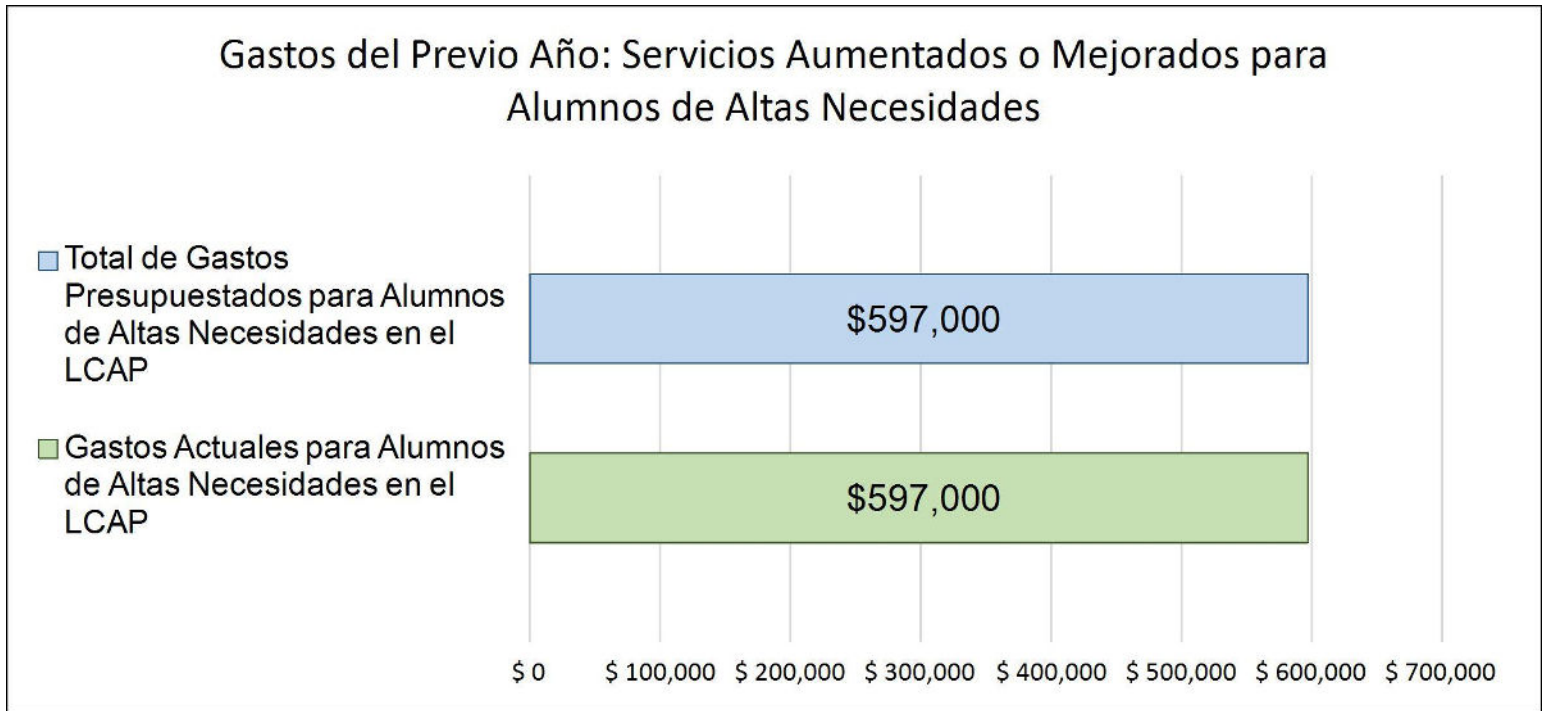 Gastos del Previo Año: Servicios Aumentados o Mejorados para
Alumnos de Altas Necesidades
Total de Gastos
Presupuestados para Alumnos
de Altas Necesidades en el
LCAP
$597,000
Gastos Actuales para Alumnos
de Altas Necesidades en el
LCAP
$597,000
$ 0 $ 100,000 $ 200,000 $ 300,000 $ 400,000 $ 500,000 $ 600,000 $ 700,000